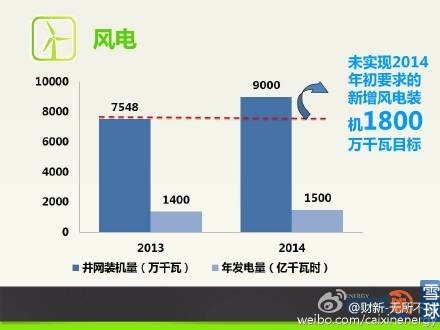 风电
未实现2014
年初要求的
新增风电装
机1800
万千瓦目标
10000
8000
6000
4000
2000
0
7548
1400
9000
1500
2013
2014
井网装机量(万千瓦)
年发电量(亿千瓦时)
ENERGY
@财新-无所不
weibo.com/caixinenergy
雪球